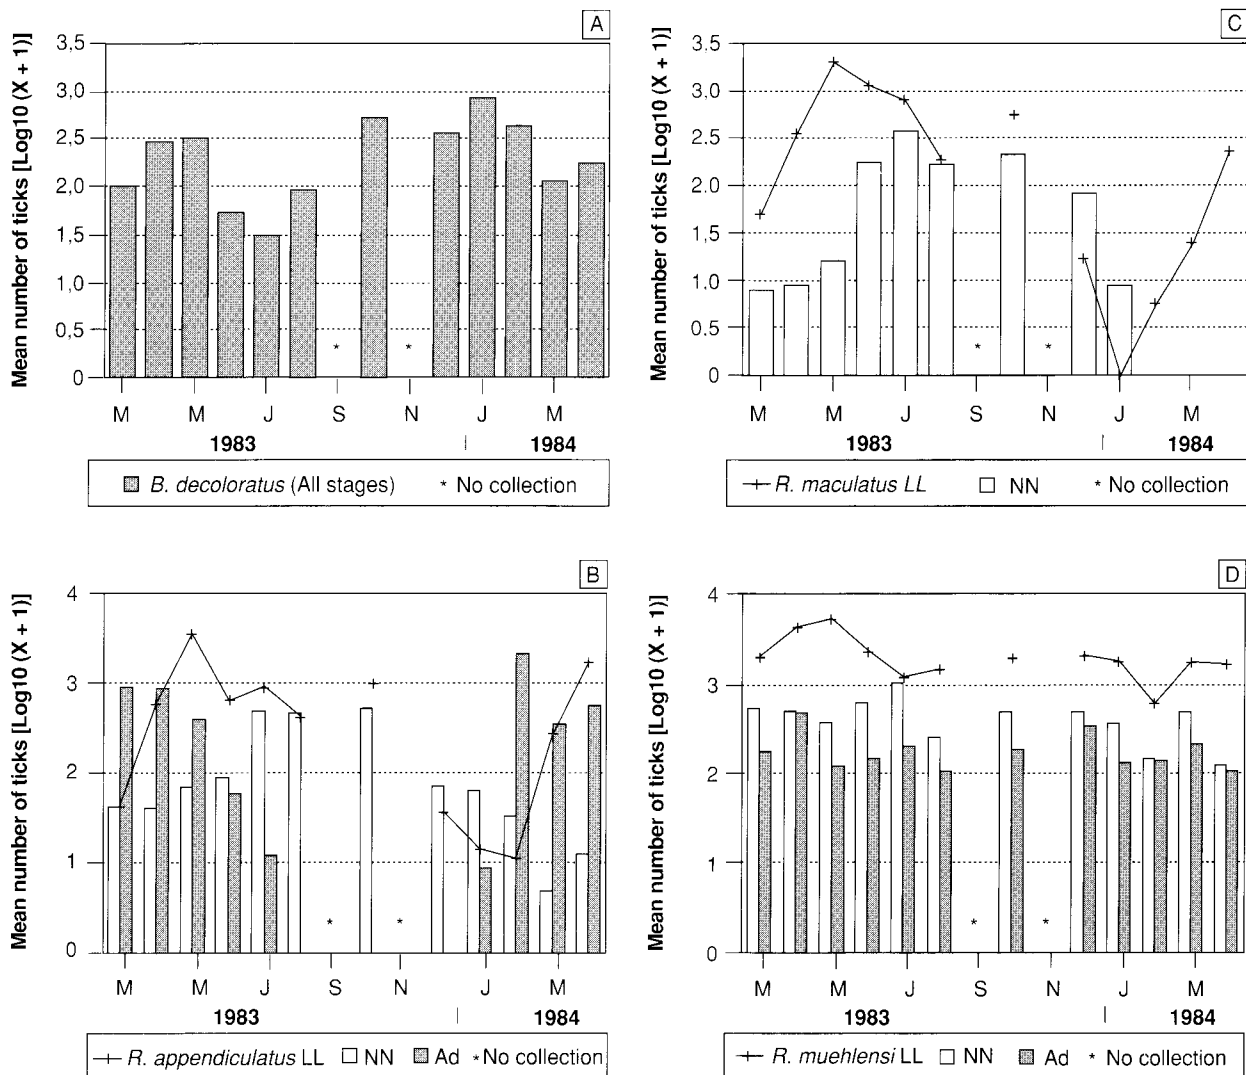 A
Mean number of ticks [Log10 (X + 1)]
3,5
3,0
2,5
2,0
1,5
1,0
0,5
0
* *
M M J S N J M
1983 | 1984
B. decoloratus (All stages) * No collection
C
Mean number of ticks [Log10 (X + 1)]
3.5
3.0
2.5
2.0
1.5
1.0
0.5
0
* *
M M J S N J M
1983 | 1984
R. maculatus LL NN * No collection
B
Mean number of ticks [Log10 (X + 1)]
4
3
2
1
0
* *
M M J S N J M
1983 | 1984
R. appendiculatus LL NN Ad * No collection
D
Mean number of ticks [Log10 (X + 1)]
4
3
2
1
0
* *
M M J S N J M
1983 | 1984
R. muehlensi LL NN Ad * No collection